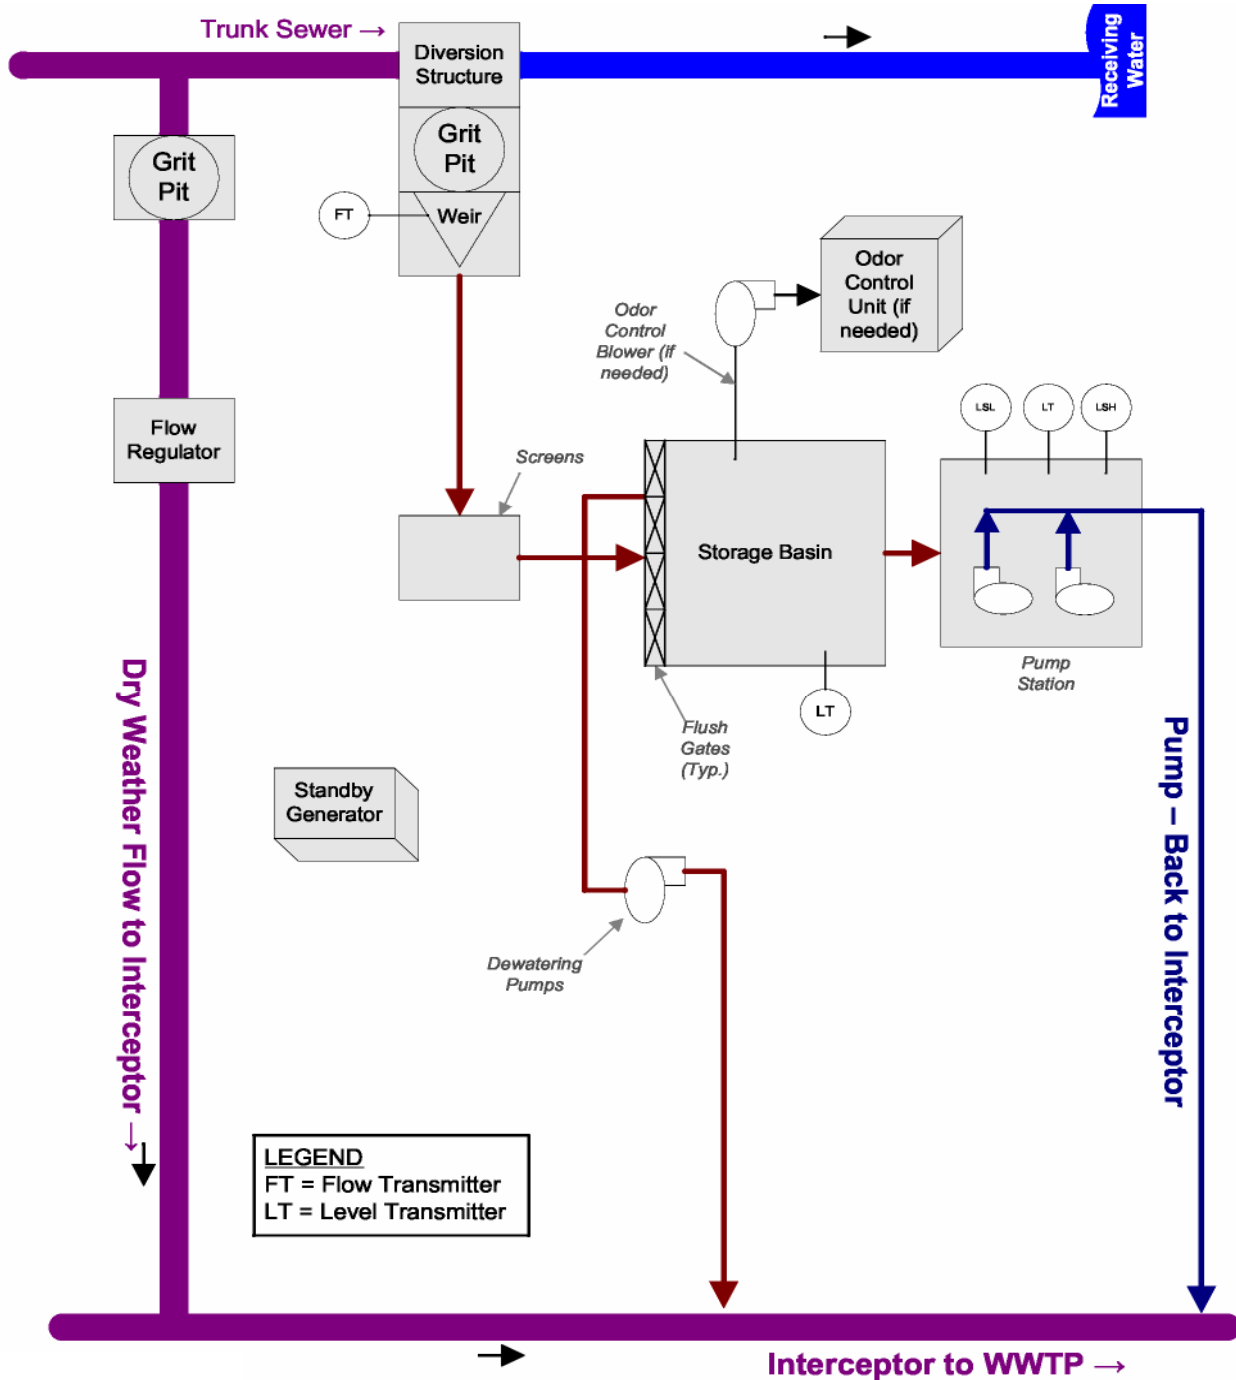 Trunk Sewer →
Diversion
Structure
Receiving
Water
Grit
Pit
Grit
Pit
FT
Weir
Odor
Control
Unit (if
needed)
Odor
Control
Blower (if
needed)
LSL
LT
LSH
Flow
Regulator
Screens
Storage Basin
Pump
Station
LT
Flush
Gates
(Typ.)
Standby
Generator
Dewatering
Pumps
Dry Weather Flow to Interceptor →
Pump – Back to Interceptor
LEGEND
FT = Flow Transmitter
LT = Level Transmitter
Interceptor to WWTP →